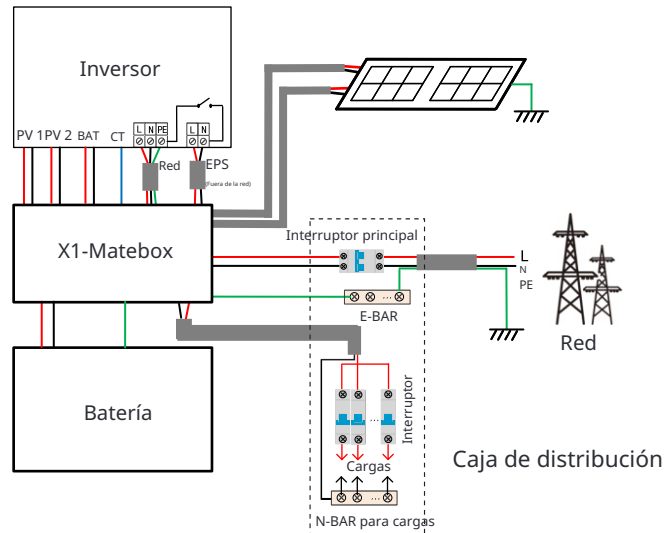 Inversor
L N PE
L N
PV 1 PV 2 BAT CT
Red
EPS
(Fuera de la red)
X1-Matebox
Interruptor principal
L
N
PE
...
E-BAR
Red
Batería
Interruptor
...
Cargas
Caja de distribución
...
N-BAR para cargas